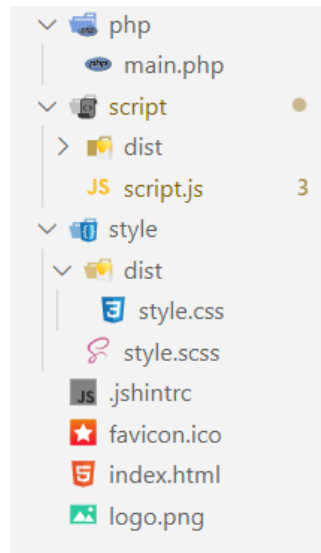 php
main.php
script
dist
JS script.js 3
style
dist
style.css
style.scss
JS .jshintrc
favicon.ico
index.html
logo.png